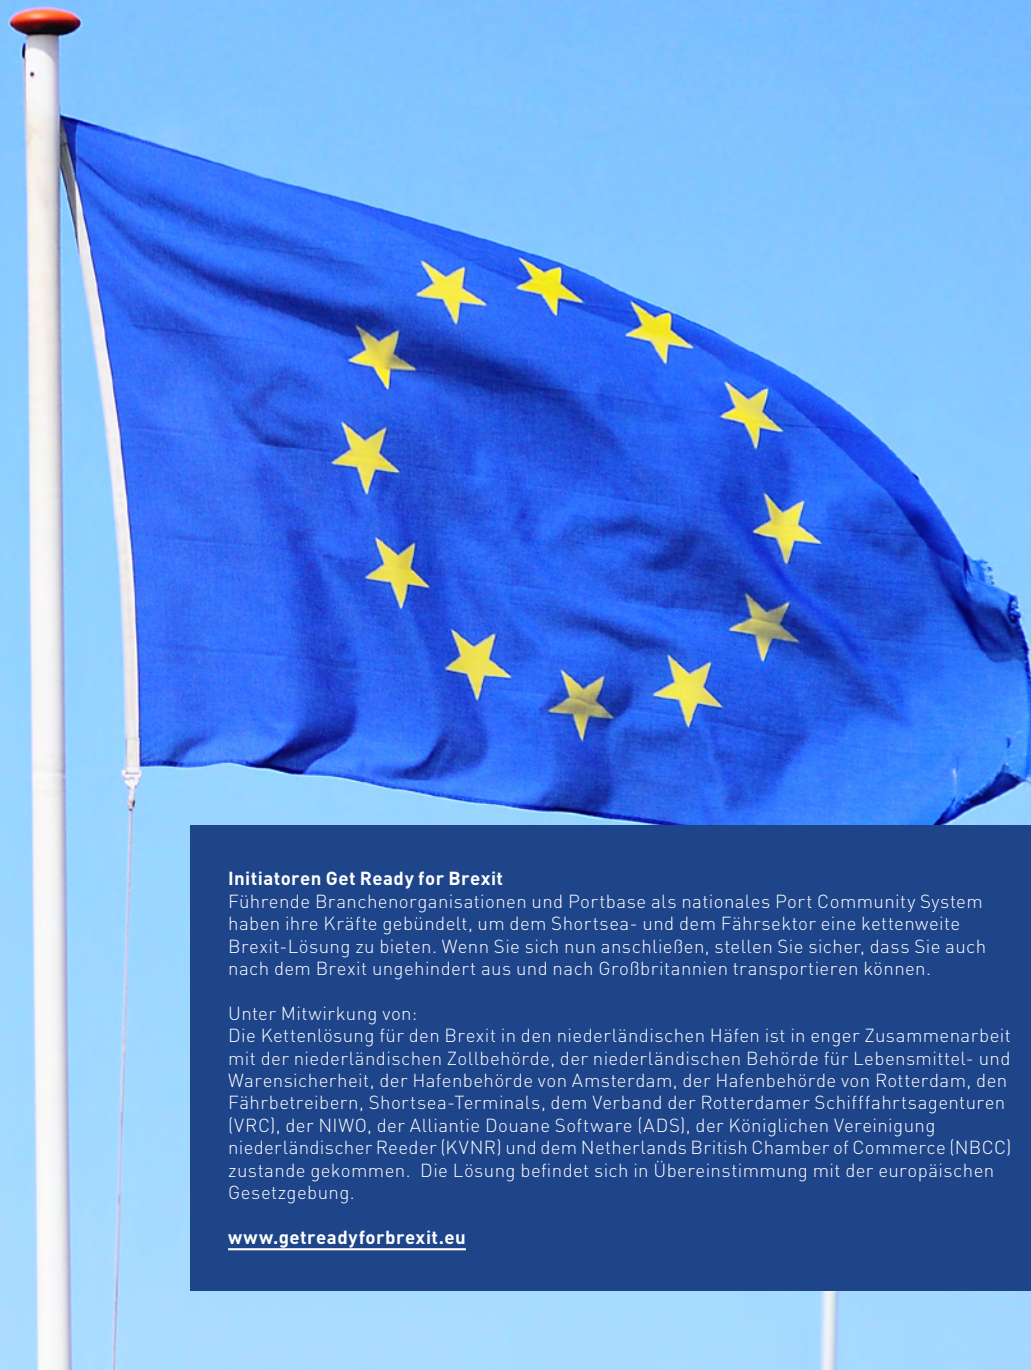 Initiatoren Get Ready for Brexit
Führende Branchenorganisationen und Portbase als nationales Port Community System
haben ihre Kräfte gebündelt, um dem Shortsea- und dem Fährsektor eine kettenweite
Brexit-Lösung zu bieten. Wenn Sie sich nun anschließen, stellen Sie sicher, dass Sie auch
nach dem Brexit ungehindert aus und nach Großbritannien transportieren können.

Unter Mitwirkung von:
Die Kettenlösung für den Brexit in den niederländischen Häfen ist in enger Zusammenarbeit
mit der niederländischen Zollbehörde, der niederländischen Behörde für Lebensmittel- und
Warensicherheit, der Hafenbehörde von Amsterdam, der Hafenbehörde von Rotterdam, den
Fährbetreibern, Shortsea-Terminals, dem Verband der Rotterdamer Schifffahrtsagenturen
(VRC), der NIWO, der Alliantie Douane Software (ADS), der Königlichen Vereinigung
niederländischer Reeder (KVNR) und dem Netherlands British Chamber of Commerce (NBCC)
zustande gekommen.  Die Lösung befindet sich in Übereinstimmung mit der europäischen
Gesetzgebung.

www.getreadyforbrexit.eu